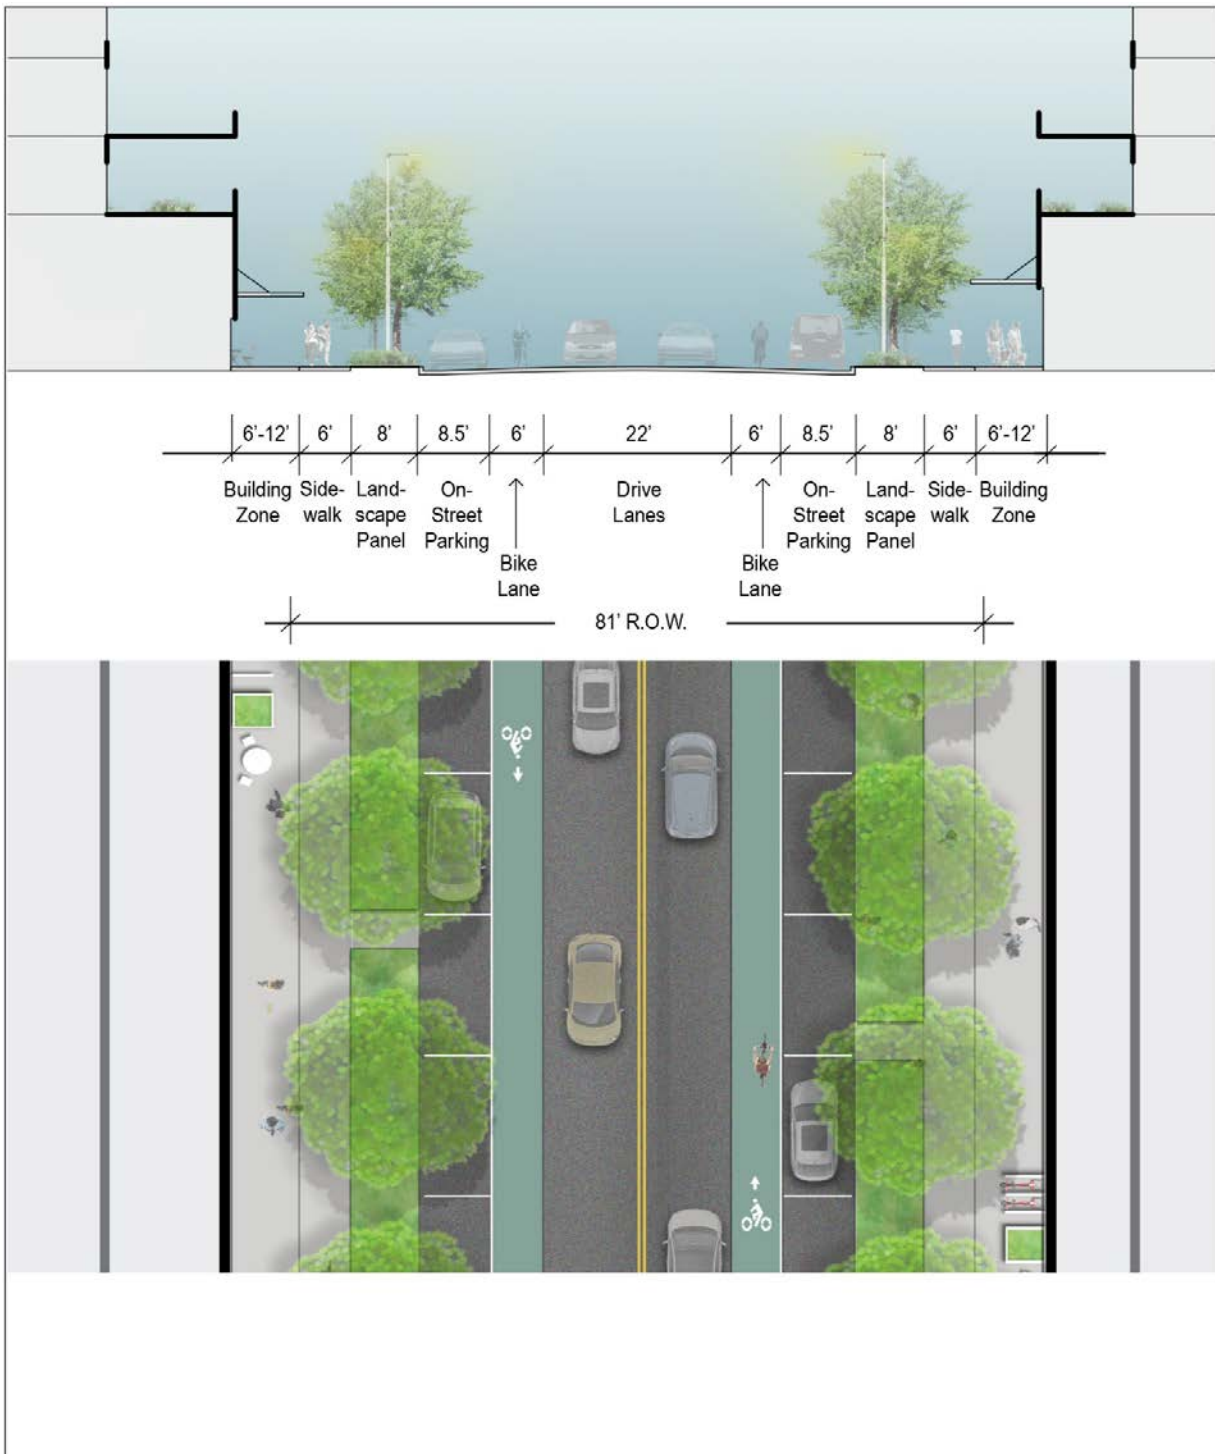 6'-12' 6' 8' 8.5' 6' 22' 6' 8.5' 8' 6' 6'-12'
Building Zone
Side-
walk
Land-
scape
Panel
On-
Street
Parking
Bike
Lane
Drive
Lanes
Bike
Lane
On-
Street
Parking
Land-
scape
Panel
Side-
walk
Building
Zone
81' R.O.W.